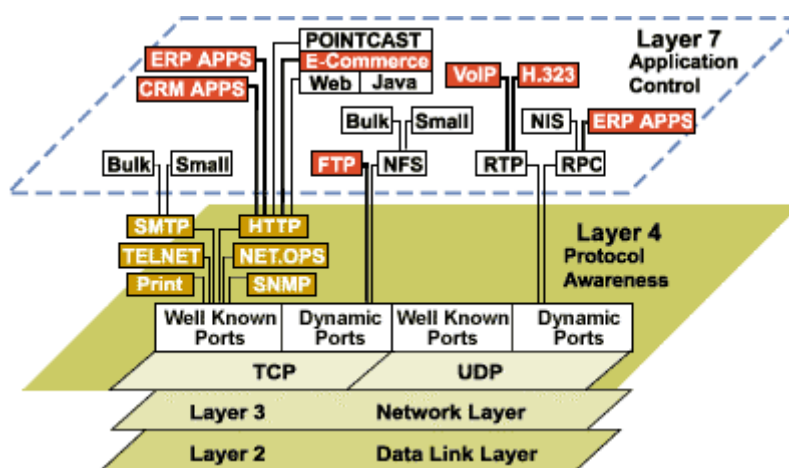 POINTCAST
Layer 7
ERP APPS
E-Commerce
VoIP
H.323
Application
Control
CRM APPS
Web
Java
Bulk
Small
NIS
ERP APPS
Bulk
Small
FTP
NFS
RTP
RPC
SMTP
HTTP
Layer 4
TELNET
NET.OPS
Protocol
Awareness
Print
SNMP
Well Known
Ports
Dynamic
Ports
Well Known
Ports
Dynamic
Ports
TCP
UDP
Layer 3
Network Layer
Layer 2
Data Link Layer